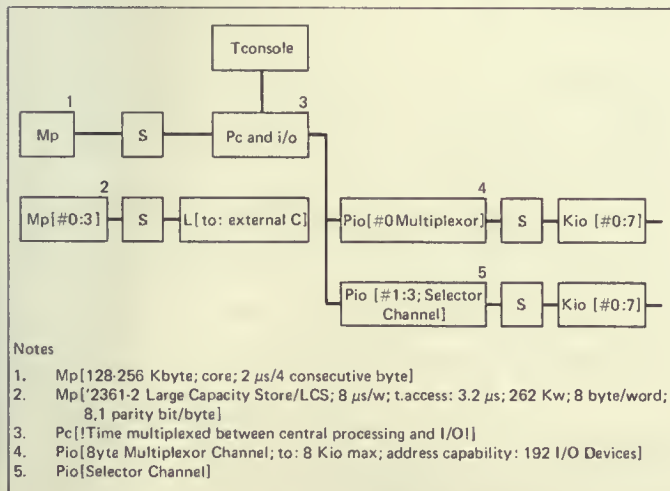 Tconsole
1
3
Mp
S
Pc and i/o
2
4
Mp[#0:3]
S
L[to: external C]
Pio[#0 Multiplexor]
S
Kio [#0:7]
5
Pio [#1:3; Selector
Channel]
S
Kio [#0:7]
Notes
1. Mp[128-256 Kbyte; core; 2 μs/4 consecutive byte]
2. Mp['2361-2 Large Capacity Store/LCS; 8 μs/w; t.access: 3.2 μs; 262 Kw; 8 byte/word;
8,1 parity bit/byte]
3. Pc[!Time multiplexed between central processing and I/O!]
4. Pio[Byte Multiplexor Channel; to: 8 Kio max; address capability: 192 I/O Devices]
5. Pio[Selector Channel]